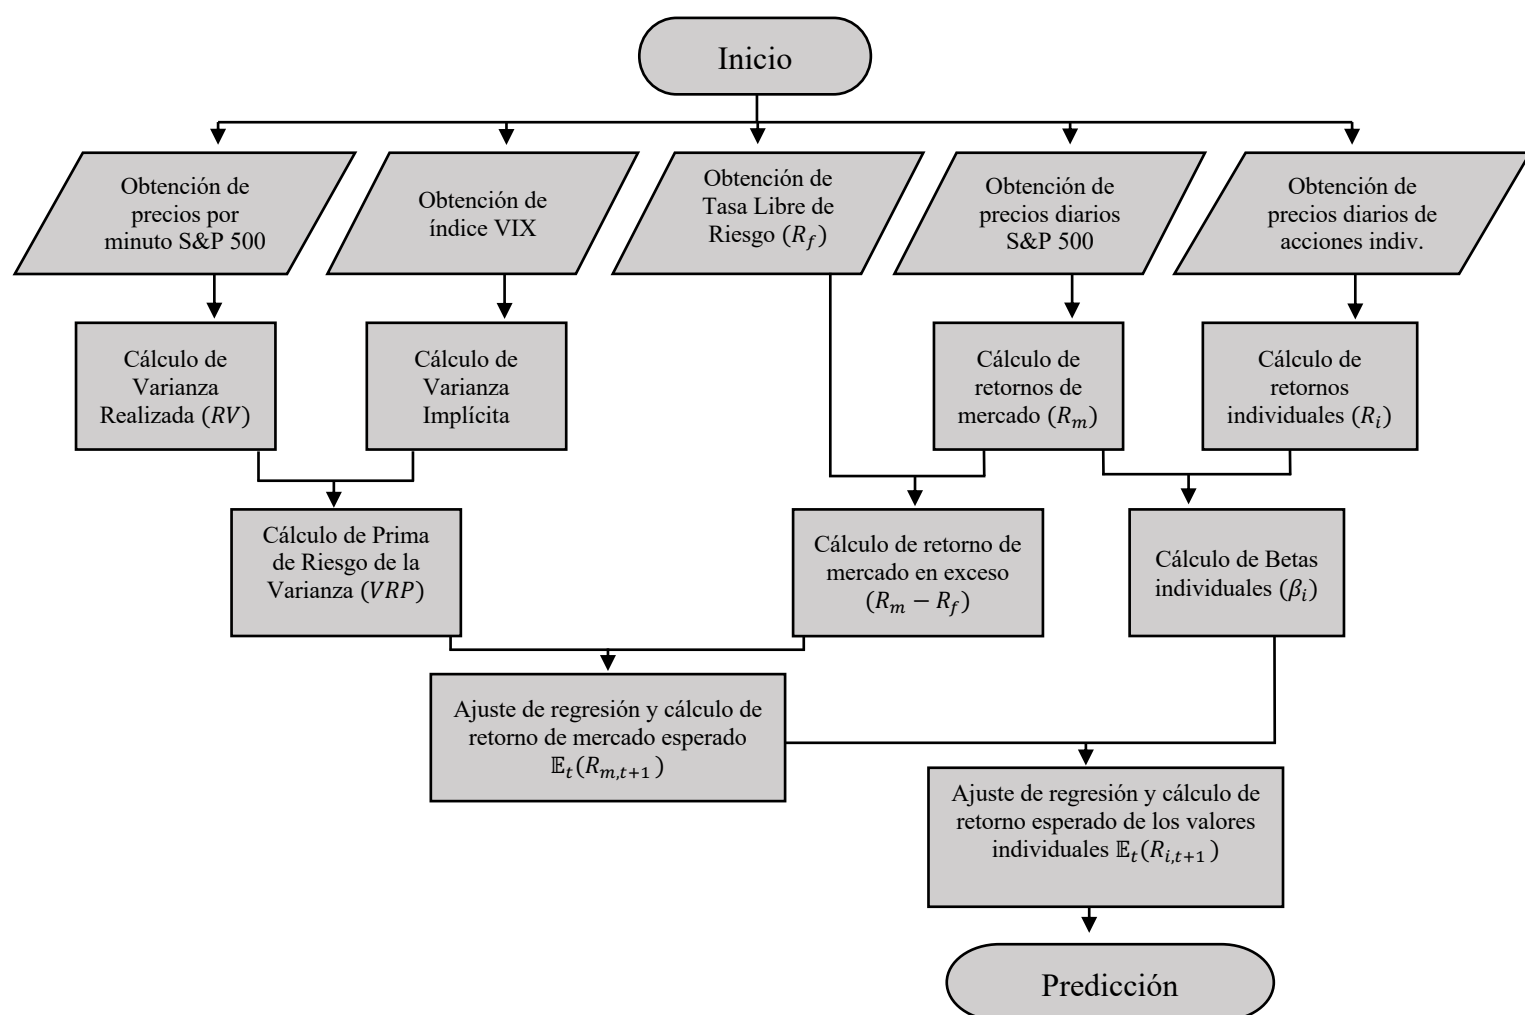 Inicio
Obtención de
precios por
minuto S&P 500
Obtención de
índice VIX
Obtención de
Tasa Libre de
Riesgo (R_f)
Obtención de
precios diarios
S&P 500
Obtención de
precios diarios de
acciones indiv.
Cálculo de
Varianza
Realizada (RV)
Cálculo de
Varianza
Implícita
Cálculo de
retornos de
mercado (R_m)
Cálculo de
retornos
individuales (R_i)
Cálculo de Prima
de Riesgo de la
Varianza (VRP)
Cálculo de retorno de
mercado en exceso
(R_m − R_f)
Cálculo de Betas
individuales (β_i)
Ajuste de regresión y cálculo de
retorno de mercado esperado
𝔼_t(R_{m,t+1})
Ajuste de regresión y cálculo de
retorno esperado de los valores
individuales 𝔼_t(R_{i,t+1})
Predicción